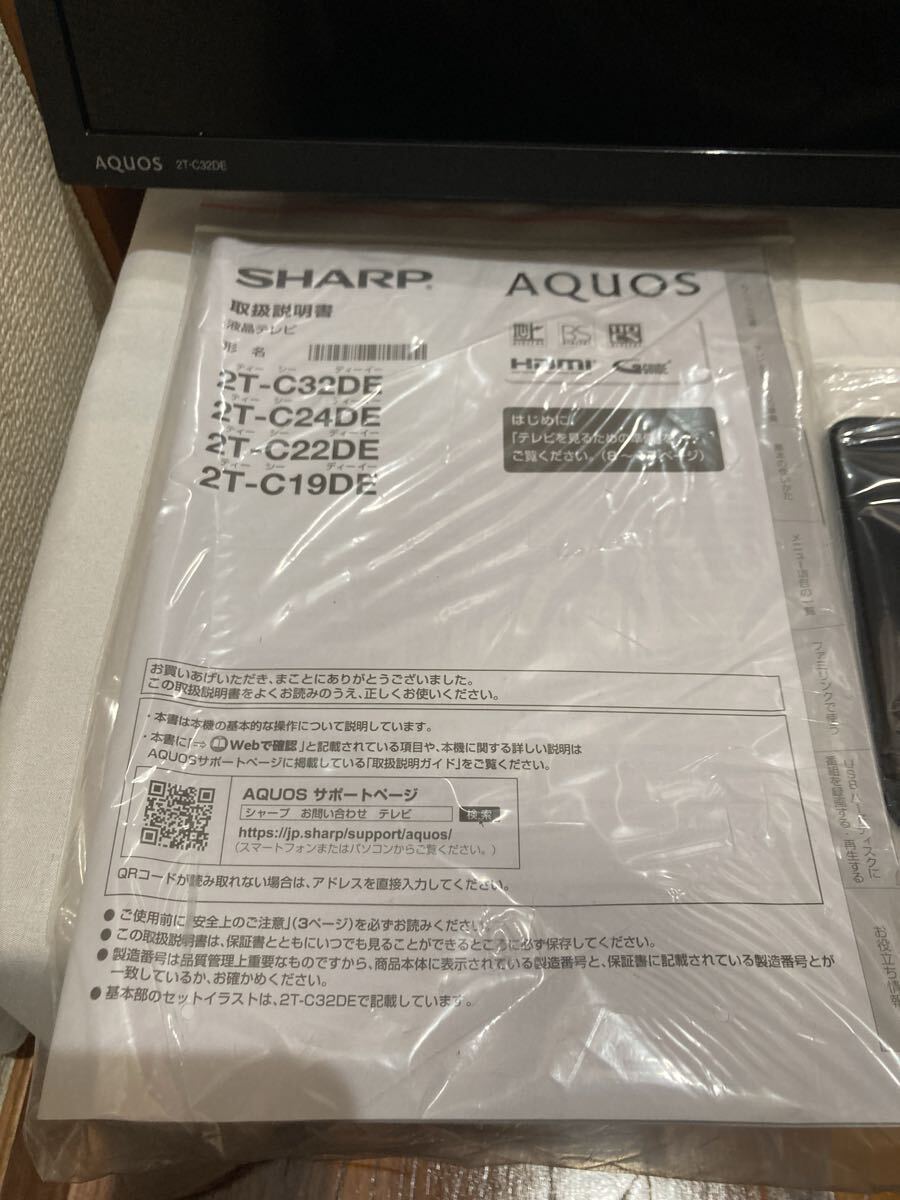 AQUOS 2T-C32DE
SHARP
AQUOS
取扱説明書
液晶テレビ
形名
ティー シー ディーイー
2T-C32DE
ティー シー ディーイー
2T-C24DE
ティー シー ディーイー
2T-C22DE
ティー シー ディーイー
2T-C19DE
BS
HDMI
はじめに、
「テレビを見るための準備」を
ご覧ください。
お買いあげいただき、まことにありがとうございました。
この取扱説明書をよくお読みのうえ、正しくお使いください。
・本書は本機の基本的な操作について説明しています。
・本書に「⇨ Webで確認」と記載されている項目や、本機に関する詳しい説明は
AQUOSサポートページに掲載している「取扱説明ガイド」をご覧ください。
AQUOS サポートページ
シャープ お問い合わせ テレビ 検索
https://jp.sharp/support/aquos/
(スマートフォンまたはパソコンからご覧ください。)
QRコードが読み取れない場合は、アドレスを直接入力してください。
● ご使用前に「安全上のご注意」(3ページ)を必ずお読みください。
● この取扱説明書は、保証書とともにいつでも見ることができるところに必ず保存してください。
● 製造番号は品質管理上重要なものですから、商品本体に表示されている製造番号と、保証書に記載されている製造番号とが
一致しているか、お確かめください。
● 基本部のセットイラストは、2T-C32DEで記載しています。
基本の使いかた
メニュー項目の一覧
ファミリンクで使う
USBハードディスクに
番組を録画する・再生する
お役立ち情報